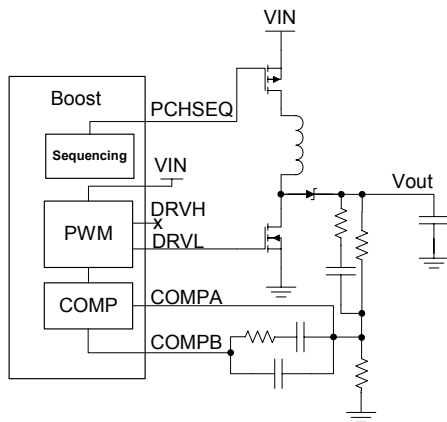 VIN
Boost
PCHSEQ
Sequencing
VIN
Vout
DRVH
x
PWM
DRVL
COMP
COMPA
COMPB